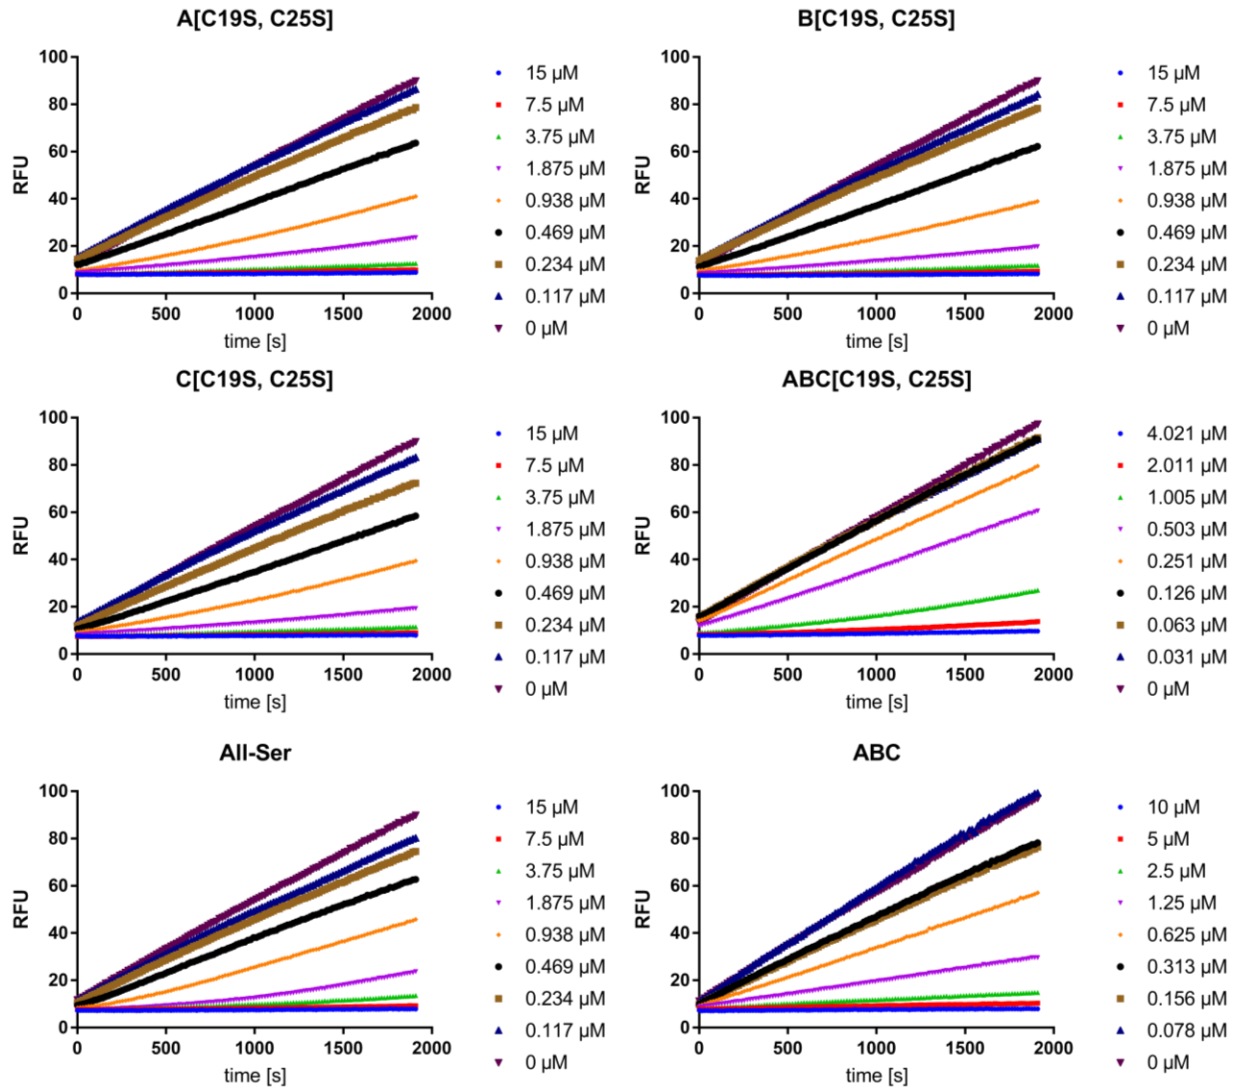 A[C19S, C25S]
100
80
60
40
20
0
RFU
0 500 1000 1500 2000
time [s]
15 µM
7.5 µM
3.75 µM
1.875 µM
0.938 µM
0.469 µM
0.234 µM
0.117 µM
0 µM
B[C19S, C25S]
100
80
60
40
20
0
RFU
0 500 1000 1500 2000
time [s]
15 µM
7.5 µM
3.75 µM
1.875 µM
0.938 µM
0.469 µM
0.234 µM
0.117 µM
0 µM
C[C19S, C25S]
100
80
60
40
20
0
RFU
0 500 1000 1500 2000
time [s]
15 µM
7.5 µM
3.75 µM
1.875 µM
0.938 µM
0.469 µM
0.234 µM
0.117 µM
0 µM
ABC[C19S, C25S]
100
80
60
40
20
0
RFU
0 500 1000 1500 2000
time [s]
4.021 µM
2.011 µM
1.005 µM
0.503 µM
0.251 µM
0.126 µM
0.063 µM
0.031 µM
0 µM
All-Ser
100
80
60
40
20
0
RFU
0 500 1000 1500 2000
time [s]
15 µM
7.5 µM
3.75 µM
1.875 µM
0.938 µM
0.469 µM
0.234 µM
0.117 µM
0 µM
ABC
100
80
60
40
20
0
RFU
0 500 1000 1500 2000
time [s]
10 µM
5 µM
2.5 µM
1.25 µM
0.625 µM
0.313 µM
0.156 µM
0.078 µM
0 µM